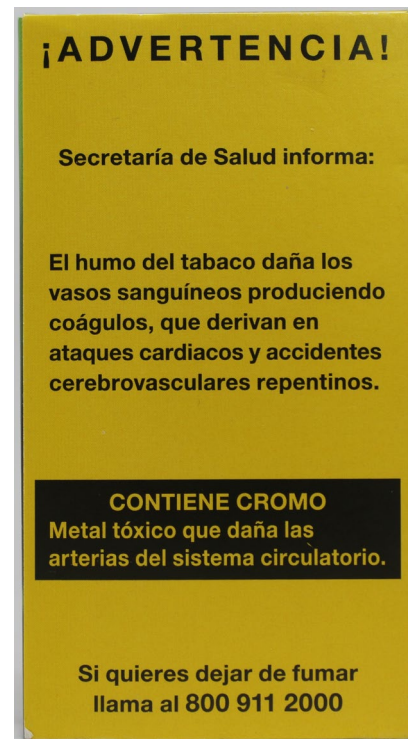 ¡ADVERTENCIA!
Secretaría de Salud informa:
El humo del tabaco daña los
vasos sanguíneos produciendo
coágulos, que derivan en
ataques cardiacos y accidentes
cerebrovasculares repentinos.
CONTIENE CROMO
Metal tóxico que daña las
arterias del sistema circulatorio.
Si quieres dejar de fumar
llama al 800 911 2000